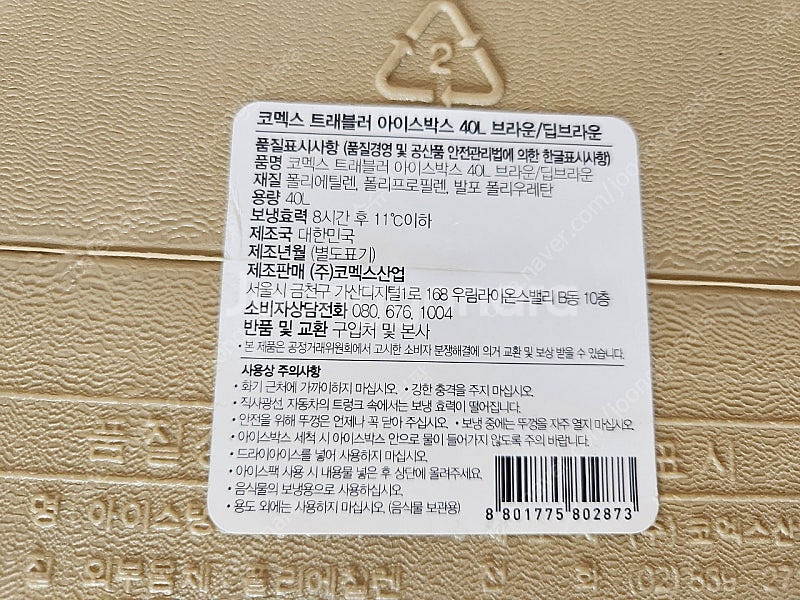 2
코멕스 트래블러 아이스박스 40L 브라운/딥브라운
품질표시사항 (품질경영 및 공산품 안전관리법에 의한 한글표시사항)
품명 코멕스 트래블러 아이스박스 40L 브라운/딥브라운
재질 폴리에틸렌, 폴리프로필렌, 발포 폴리우레탄
용량 40L
보냉효력 8시간 후 11℃이하
제조국 대한민국
제조년월 (별도표기)
제조판매 (주)코멕스산업
서울시 금천구 가산디지털1로 168 우림라이온스밸리 B동 10층
소비자상담전화 080. 676. 1004
반품 및 교환 구입처 및 본사
• 본 제품은 공정거래위원회에서 고시한 소비자 분쟁해결에 의거 교환 및 보상 받을 수 있습니다.
사용상 주의사항
• 화기 근처에 가까이하지 마십시오. • 강한 충격을 주지 마십시오.
• 직사광선, 자동차의 트렁크 속에서는 보냉 효력이 떨어집니다.
• 안전을 위해 뚜껑은 언제나 꼭 닫아 주십시오. • 보냉 중에는 뚜껑을 자주 열지 마십시오.
• 아이스박스 세척 시 아이스박스 안으로 물이 들어가지 않도록 주의 바랍니다.
• 드라이아이스를 넣어 사용하지 마십시오.
• 아이스팩 사용 시 내용물 넣은 후 상단에 올려주세요.
• 음식물의 보냉용으로 사용하십시오.
• 용도 외에는 사용하지 마십시오. (음식물 보관용)
8 801775 802873
품질
명 아이스박
질 외부몸체 : 폴리에틸렌